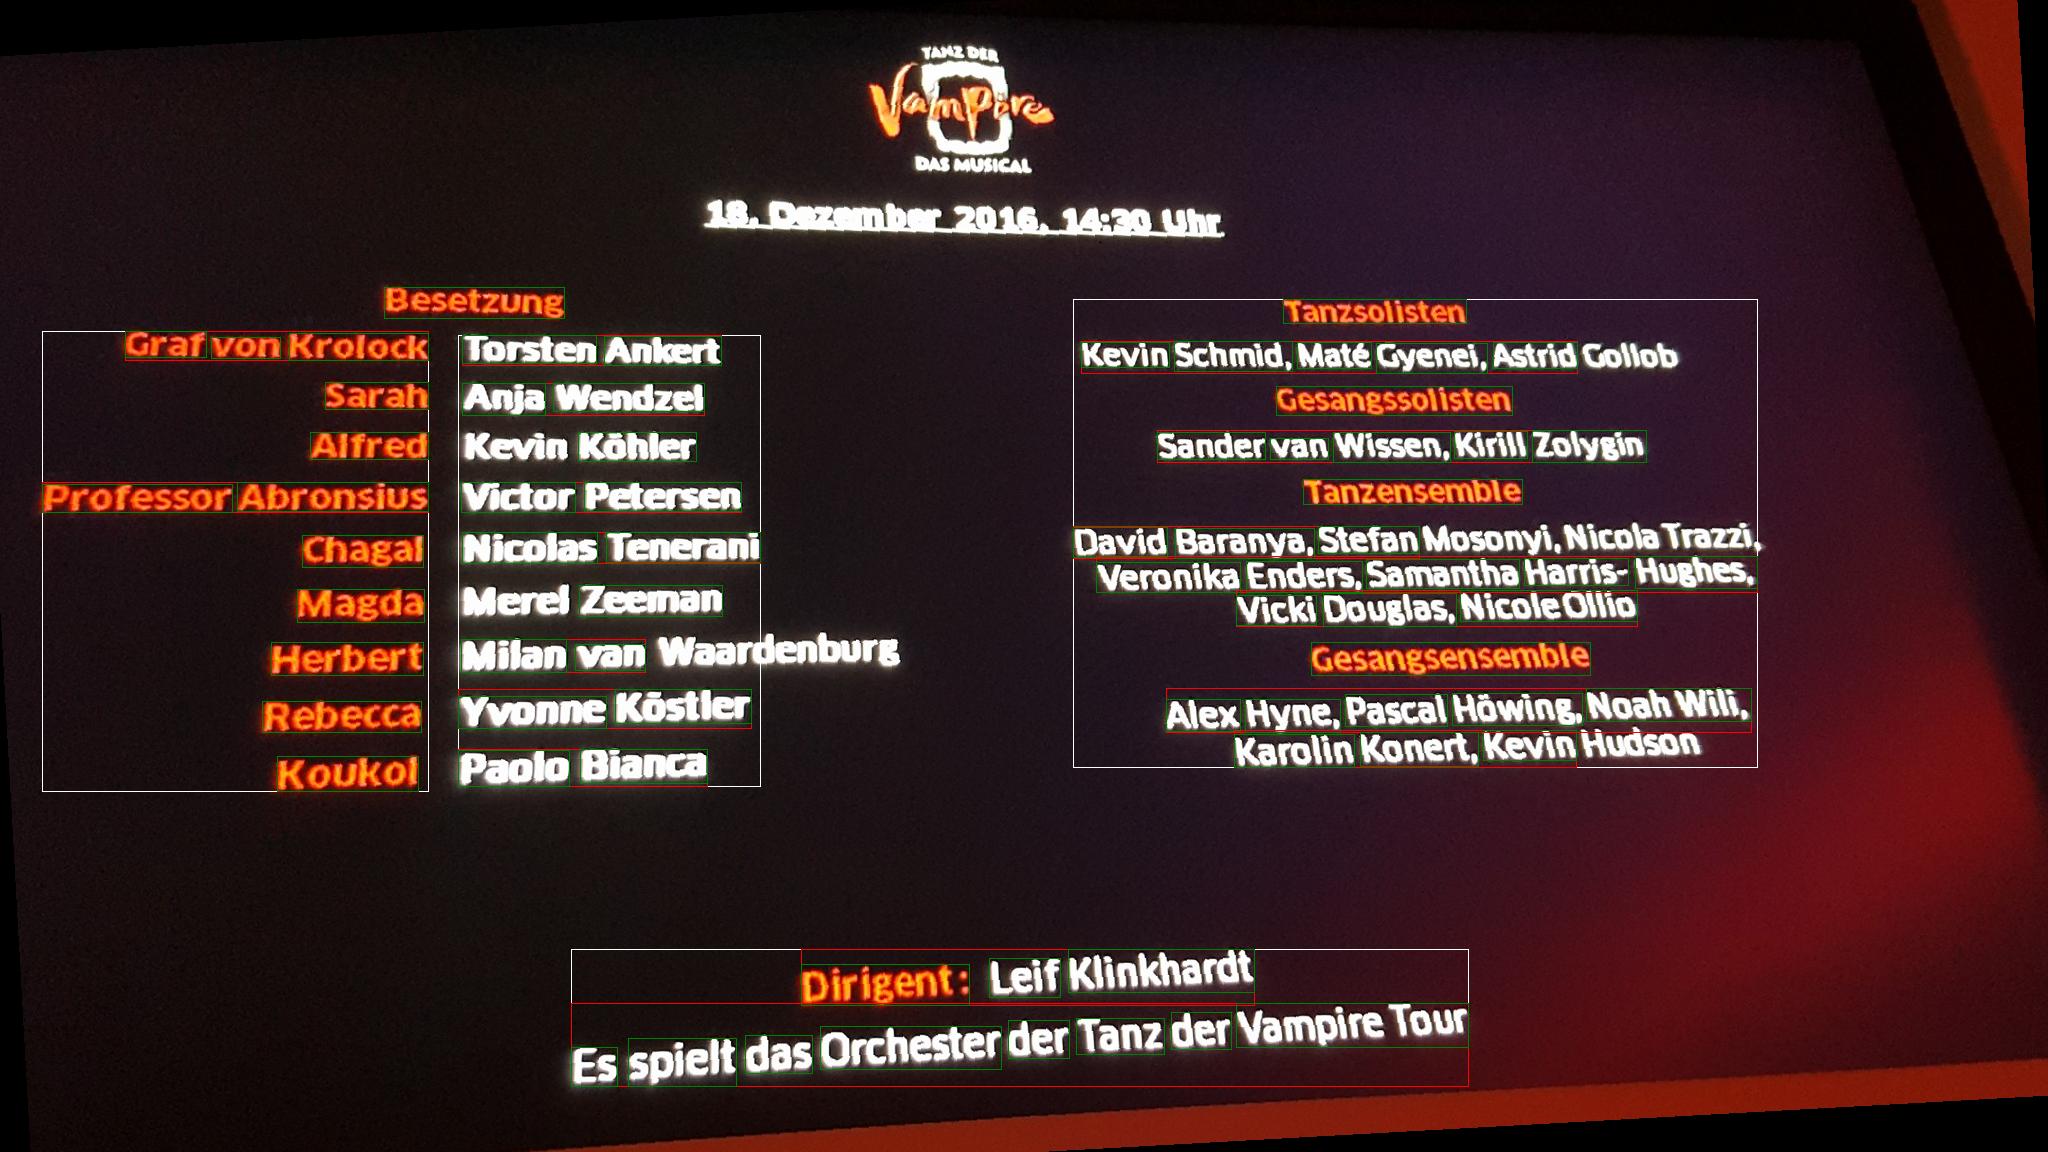 TANZ DER
Vampire
DAS MUSICAL
18. Dezember 2016, 14:30 Uhr
Besetzung
Graf von Krolock Torsten Ankert
Sarah Anja Wendzel
Alfred Kevin Köhler
Professor Abronsius Victor Petersen
Chagal Nicolas Tenerani
Magda Merel Zeeman
Herbert Milan van Waardenburg
Rebecca Yvonne Köstler
Koukol Paolo Bianca
Tanzsolisten
Kevin Schmid, Maté Gyenei, Astrid Gollob
Gesangssolisten
Sander van Wissen, Kirill Zolygin
Tanzensemble
David Baranya, Stefan Mosonyi, Nicola Trazzi,
Veronika Enders, Samantha Harris- Hughes,
Vicki Douglas, Nicole Ollio
Gesangsensemble
Alex Hyne, Pascal Höwing, Noah Wili,
Karolin Konert, Kevin Hudson
Dirigent: Leif Klinkhardt
Es spielt das Orchester der Tanz der Vampire Tour